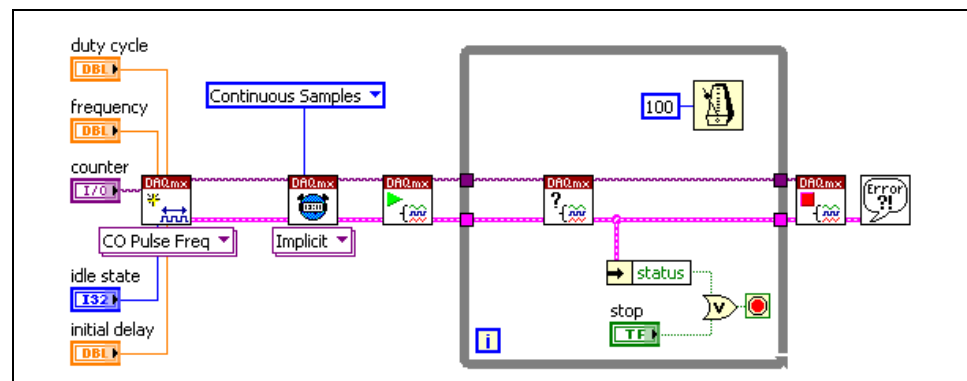 duty cycle
DBL
frequency
DBL
counter
I/O
idle state
I32
initial delay
DBL
DAQmx
CO Pulse Freq
Continuous Samples
DAQmx
Implicit
DAQmx
100
DAQmx
?
status
stop
TF
V
i
DAQmx
Error
?!